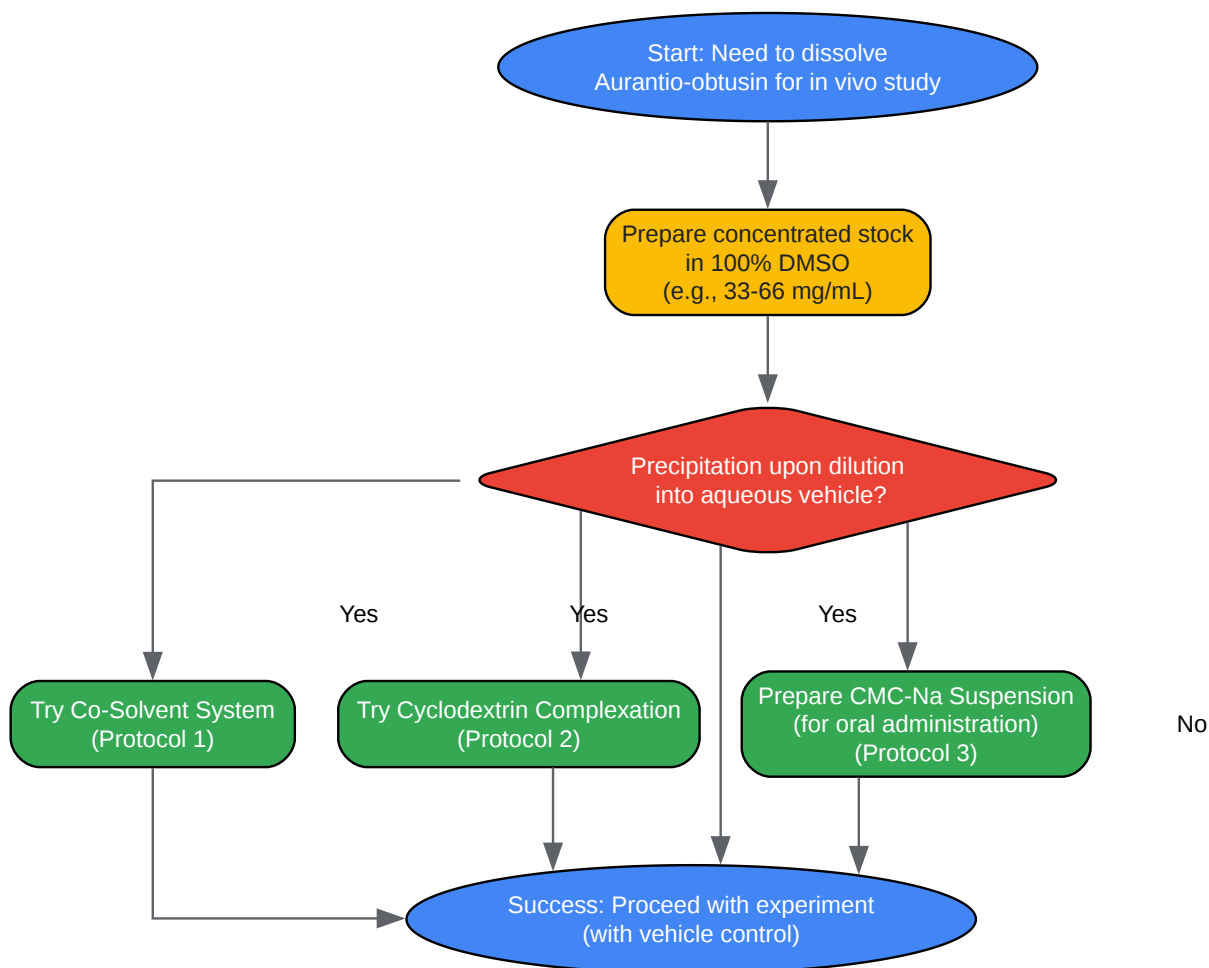 Start: Need to dissolve
Aurantio-obtusin for in vivo study
Prepare concentrated stock
in 100% DMSO
(e.g., 33-66 mg/mL)
Precipitation upon dilution
into aqueous vehicle?
Yes
Yes
Yes
Try Co-Solvent System
(Protocol 1)
Try Cyclodextrin Complexation
(Protocol 2)
Prepare CMC-Na Suspension
(for oral administration)
(Protocol 3)
No
Success: Proceed with experiment
(with vehicle control)